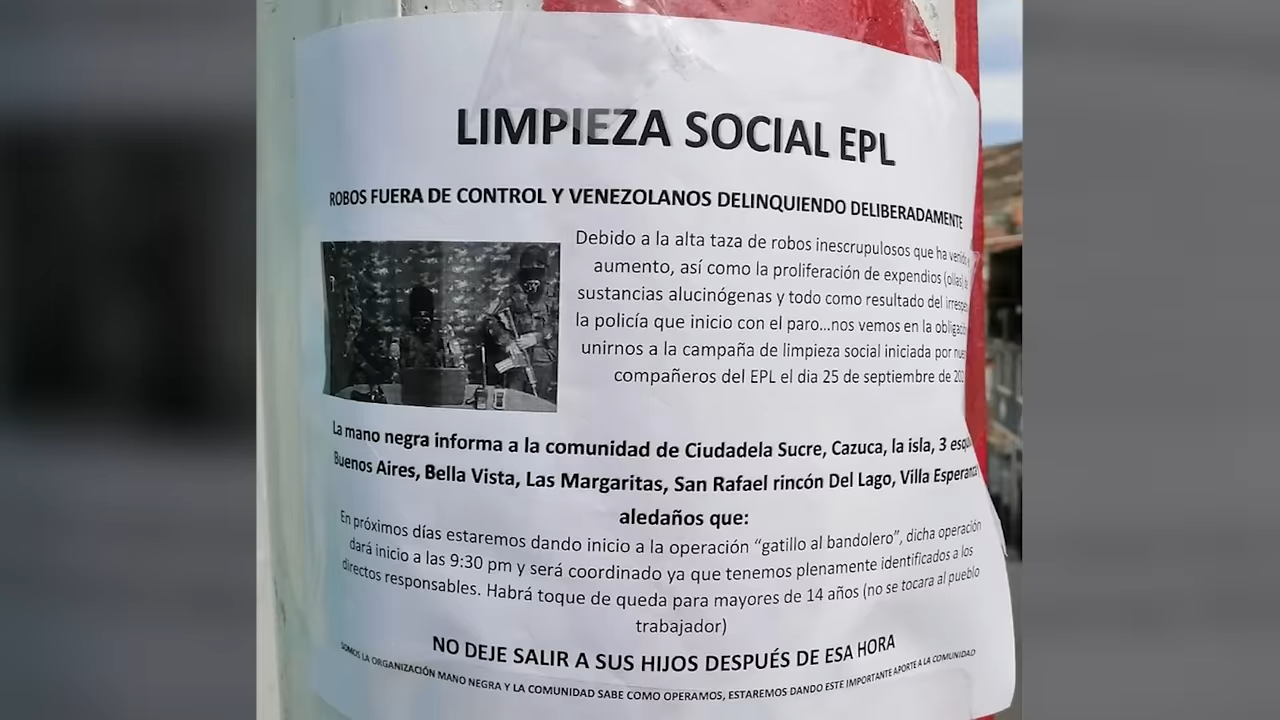 LIMPIEZA SOCIAL EPL
ROBOS FUERA DE CONTROL Y VENEZOLANOS DELINQUIENDO DELIBERADAMENTE
Debido a la alta taza de robos inescrupulosos que ha
aumento, así como la proliferación de expendios (ollas)
sustancias alucinógenas y todo como resultado del
la policía que inicio con el paro...nos vemos en la
unirnos a la campaña de limpieza social iniciada por
compañeros del EPL el dia 25 de septiembre de
La mano negra informa a la comunidad de Ciudadela Sucre, Cazuca, la isla, 3
Buenos Aires, Bella Vista, Las Margaritas, San Rafael rincón Del Lago, Villa Esperanza
aledaños que:
En próximos días estaremos dando inicio a la operación “gatillo al bandolero”, dicha operación
dará inicio a las 9:30 pm y será coordinado ya que tenemos plenamente identificados a los
directos responsables. Habrá toque de queda para mayores de 14 años (no se tocara al pueblo
trabajador)
NO DEJE SALIR A SUS HIJOS DESPUÉS DE ESA HORA
SOMOS LA ORGANIZACIÓN MANO NEGRA Y LA COMUNIDAD SABE COMO OPERAMOS, ESTAREMOS DANDO ESTE IMPORTANTE APORTE A LA COMUNIDAD